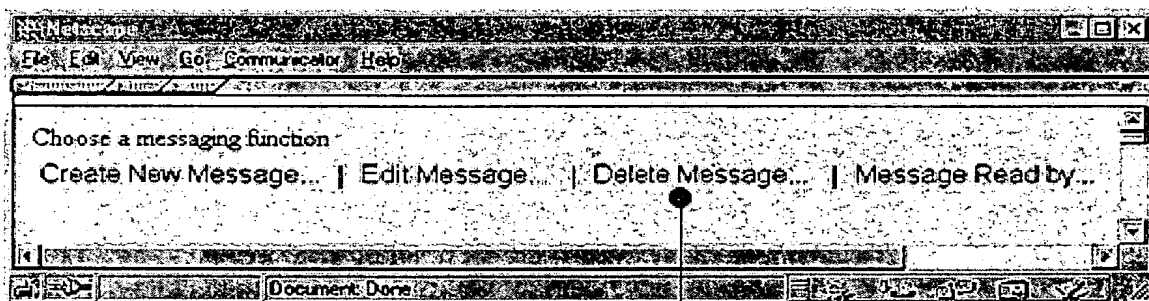 Netscape
File Edit View Go Communicator Help
Choose a messaging function
Create New Message... | Edit Message... | Delete Message... | Message Read by...
Document: Done